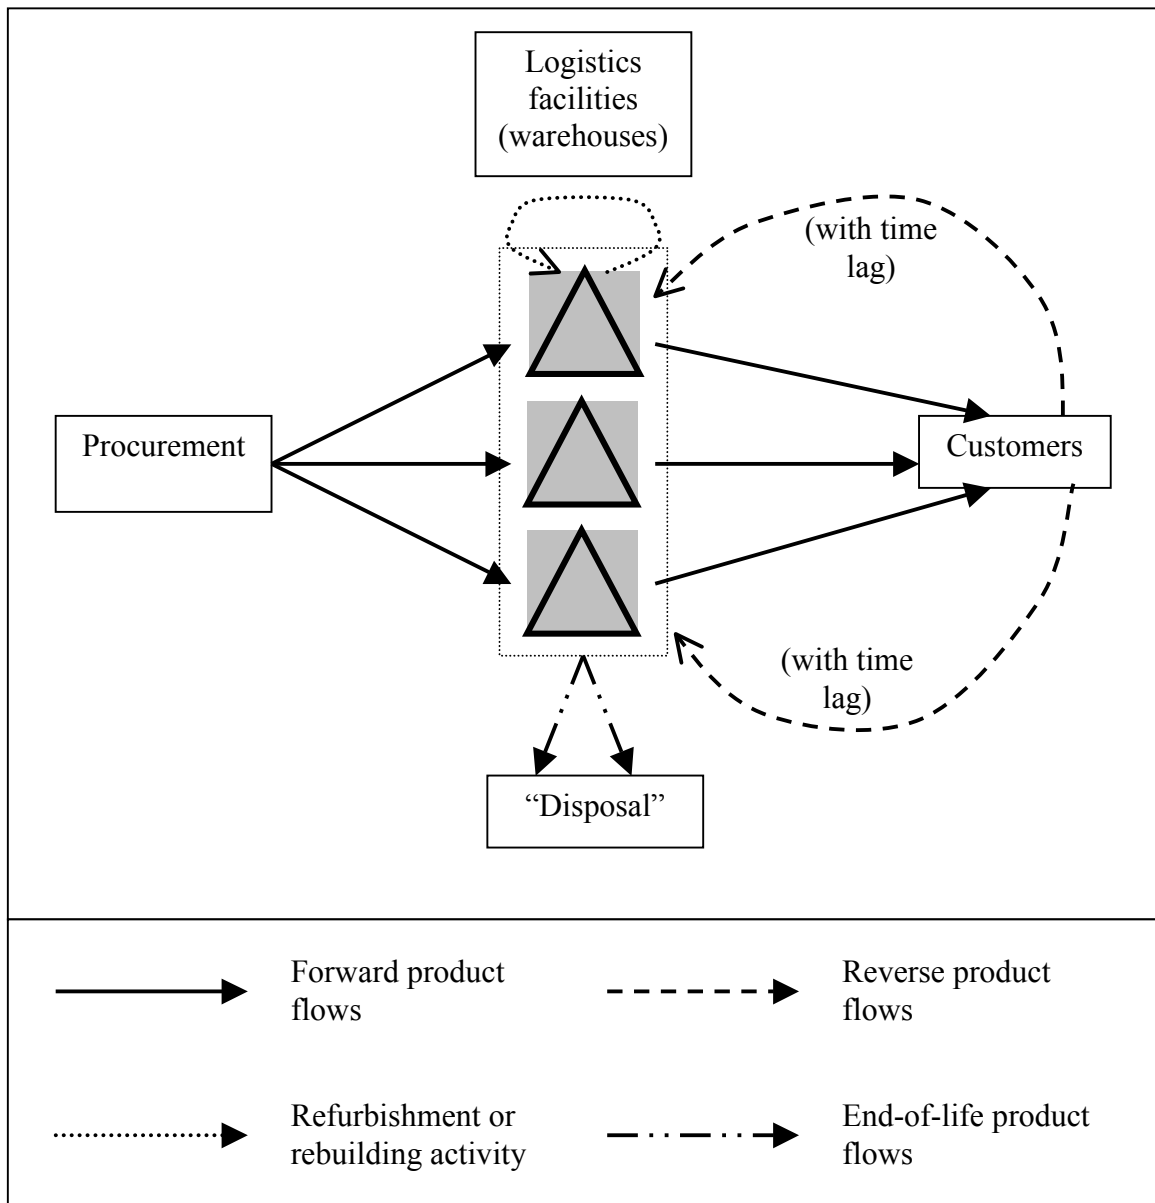 Logistics
facilities
(warehouses)
(with time
lag)
Procurement
Customers
(with time
lag)
“Disposal”
Forward product
flows
Reverse product
flows
Refurbishment or
rebuilding activity
End-of-life product
flows